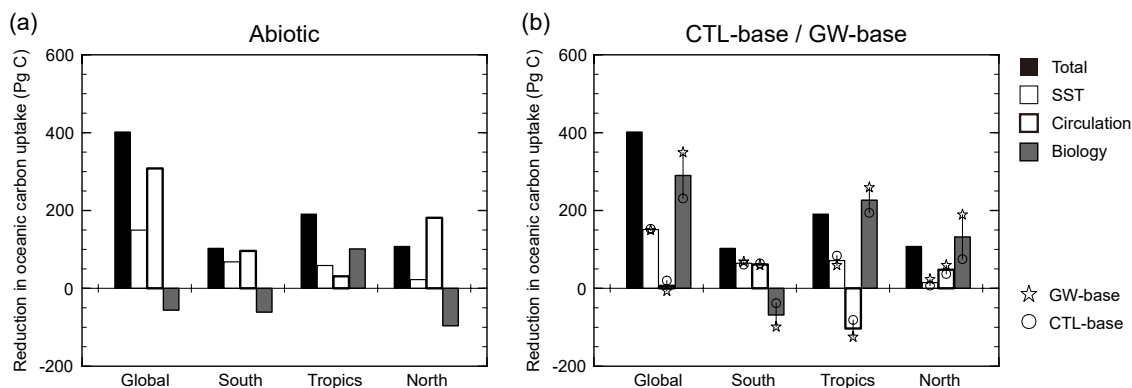 (a)
Abiotic
Reduction in oceanic carbon uptake (Pg C)
600
400
200
0
-200
Global South Tropics North
(b)
CTL-base / GW-base
Reduction in oceanic carbon uptake (Pg C)
600
400
200
0
-200
Global South Tropics North
Total
SST
Circulation
Biology
GW-base
CTL-base